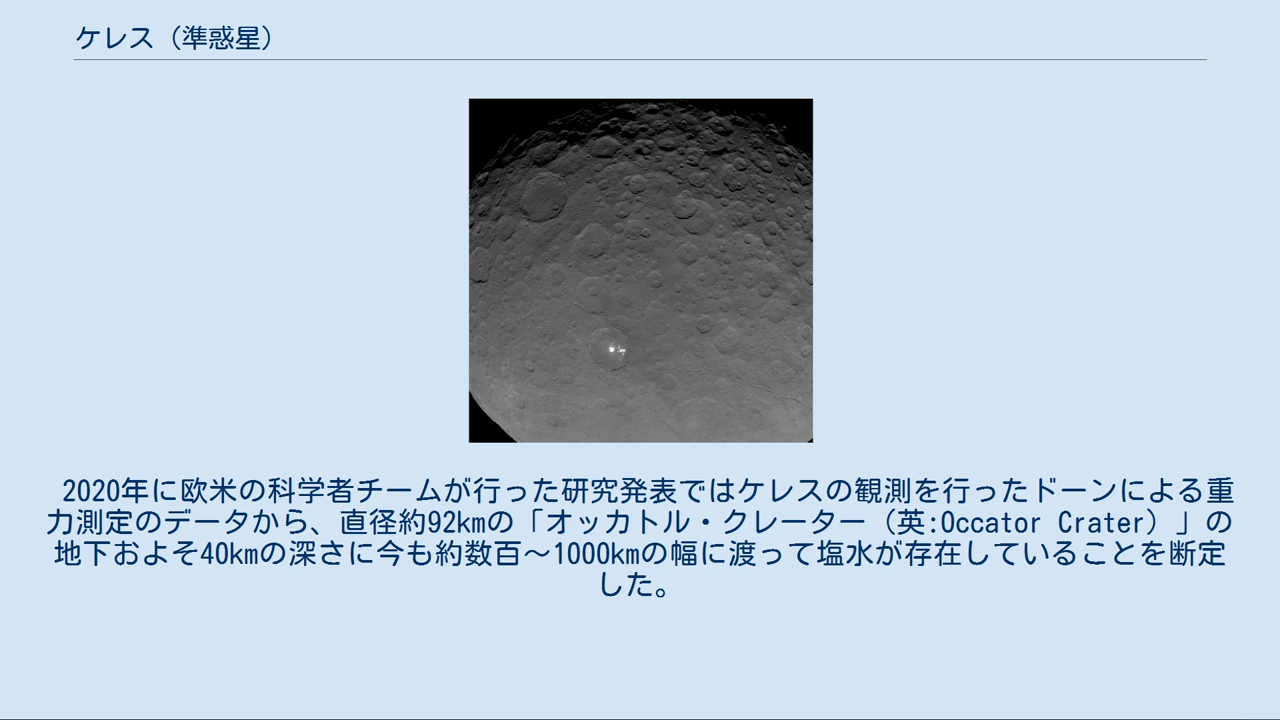 ケレス（準惑星）
2020年に欧米の科学者チームが行った研究発表ではケレスの観測を行ったドーンによる重
力測定のデータから、直径約92kmの「オッカトル・クレーター（英:Occator Crater）」の
地下およそ40kmの深さに今も約数百～1000kmの幅に渡って塩水が存在していることを断定
した。